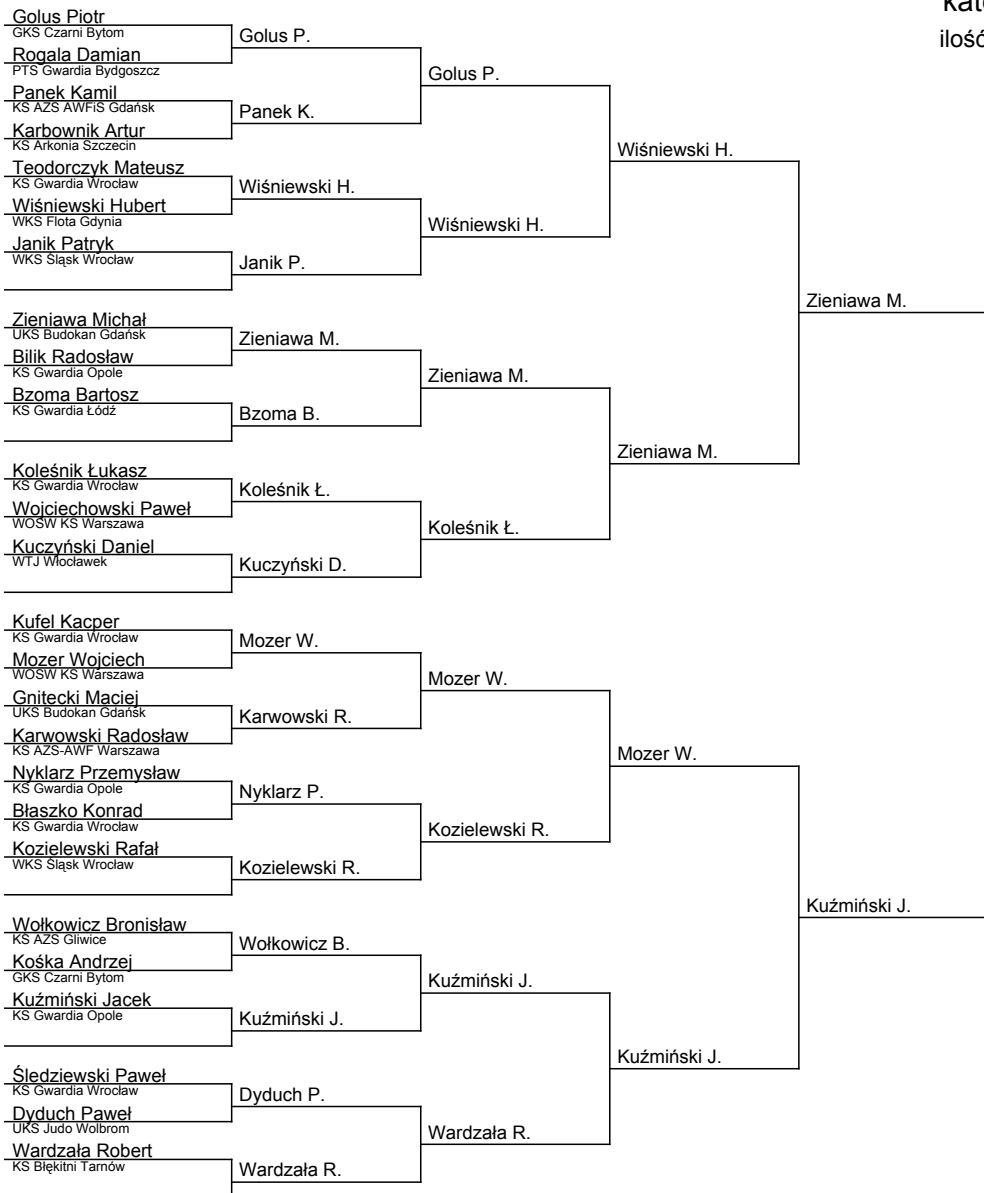 kat
ilość
Golus Piotr
GKS Czarni Bytom
Rogala Damian
PTS Gwardia Bydgoszcz
Panek Kamil
KS AZS AWFiS Gdańsk
Karbownik Artur
KS Arkonia Szczecin
Teodorczyk Mateusz
KS Gwardia Wrocław
Wiśniewski Hubert
WKS Flota Gdynia
Janik Patryk
WKS Śląsk Wrocław
Zieniawa Michał
UKS Budokan Gdańsk
Bilik Radosław
KS Gwardia Opole
Bzoma Bartosz
KS Gwardia Łódź
Koleśnik Łukasz
KS Gwardia Wrocław
Wojciechowski Paweł
WOSW KS Warszawa
Kuczyński Daniel
WTJ Włocławek
Kufel Kacper
KS Gwardia Wrocław
Mozer Wojciech
WOSW KS Warszawa
Gnitecki Maciej
UKS Budokan Gdańsk
Karwowski Radosław
KS AZS-AWF Warszawa
Nyklarz Przemysław
KS Gwardia Opole
Błaszko Konrad
KS Gwardia Wrocław
Kozielewski Rafał
WKS Śląsk Wrocław
Wołkowicz Bronisław
KS AZS Gliwice
Kośka Andrzej
GKS Czarni Bytom
Kuźmiński Jacek
KS Gwardia Opole
Śledziewski Paweł
KS Gwardia Wrocław
Dyduch Paweł
UKS Judo Wolbrom
Wardzała Robert
KS Błękitni Tarnów
Golus P.
Panek K.
Wiśniewski H.
Janik P.
Zieniawa M.
Bzoma B.
Koleśnik Ł.
Kuczyński D.
Mozer W.
Karwowski R.
Nyklarz P.
Kozielewski R.
Wołkowicz B.
Kuźmiński J.
Dyduch P.
Wardzała R.
Golus P.
Wiśniewski H.
Zieniawa M.
Koleśnik Ł.
Mozer W.
Kozielewski R.
Kuźmiński J.
Wardzała R.
Wiśniewski H.
Zieniawa M.
Mozer W.
Kuźmiński J.
Zieniawa M.
Kuźmiński J.